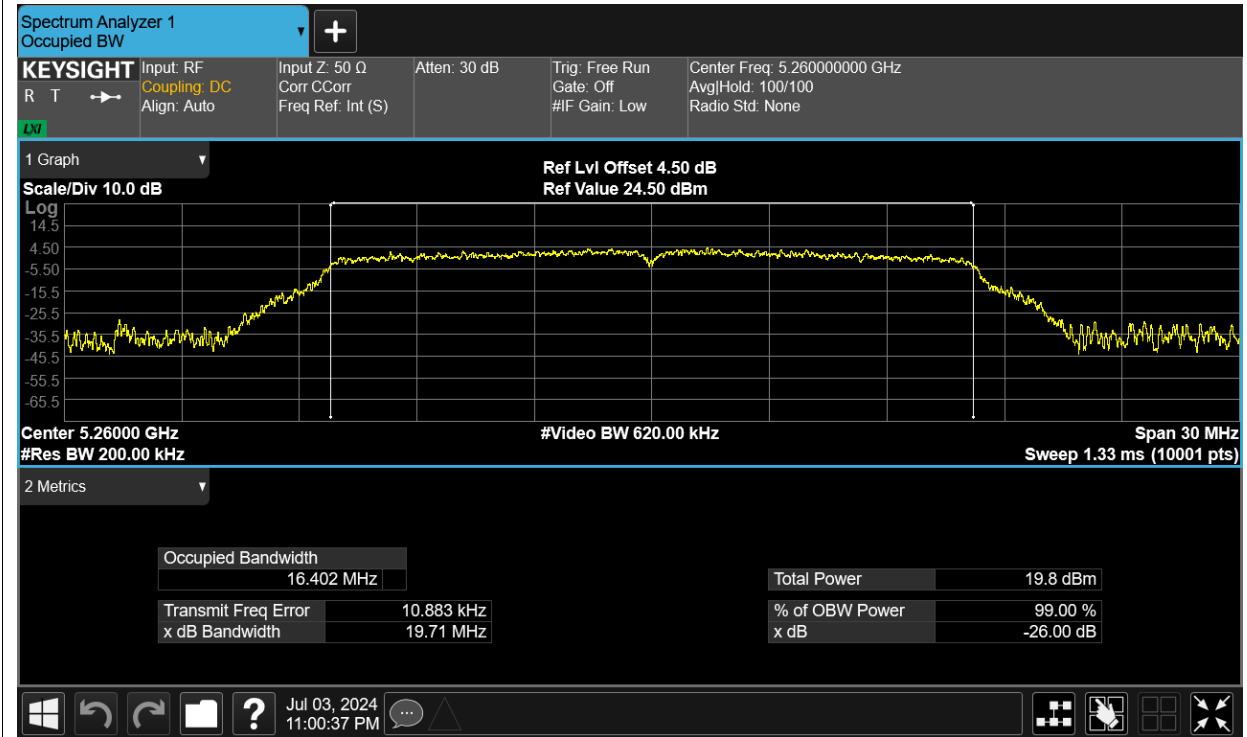 Spectrum Analyzer 1
Occupied BW
KEYSIGHT
R T
LXI
Input: RF
Coupling: DC
Align: Auto
Input Z: 50 Ω
Corr CCorr
Freq Ref: Int (S)
Atten: 30 dB
Trig: Free Run
Gate: Off
#IF Gain: Low
Center Freq: 5.260000000 GHz
Avg|Hold: 100/100
Radio Std: None
1 Graph
Scale/Div 10.0 dB
Ref Lvl Offset 4.50 dB
Ref Value 24.50 dBm
Log
14.5
4.50
-5.50
-15.5
-25.5
-35.5
-45.5
-55.5
-65.5
Center 5.26000 GHz
#Video BW 620.00 kHz
Span 30 MHz
#Res BW 200.00 kHz
Sweep 1.33 ms (10001 pts)
2 Metrics
Occupied Bandwidth
16.402 MHz
Transmit Freq Error 10.883 kHz
x dB Bandwidth 19.71 MHz
Total Power 19.8 dBm
% of OBW Power 99.00 %
x dB -26.00 dB
?
Jul 03, 2024
11:00:37 PM